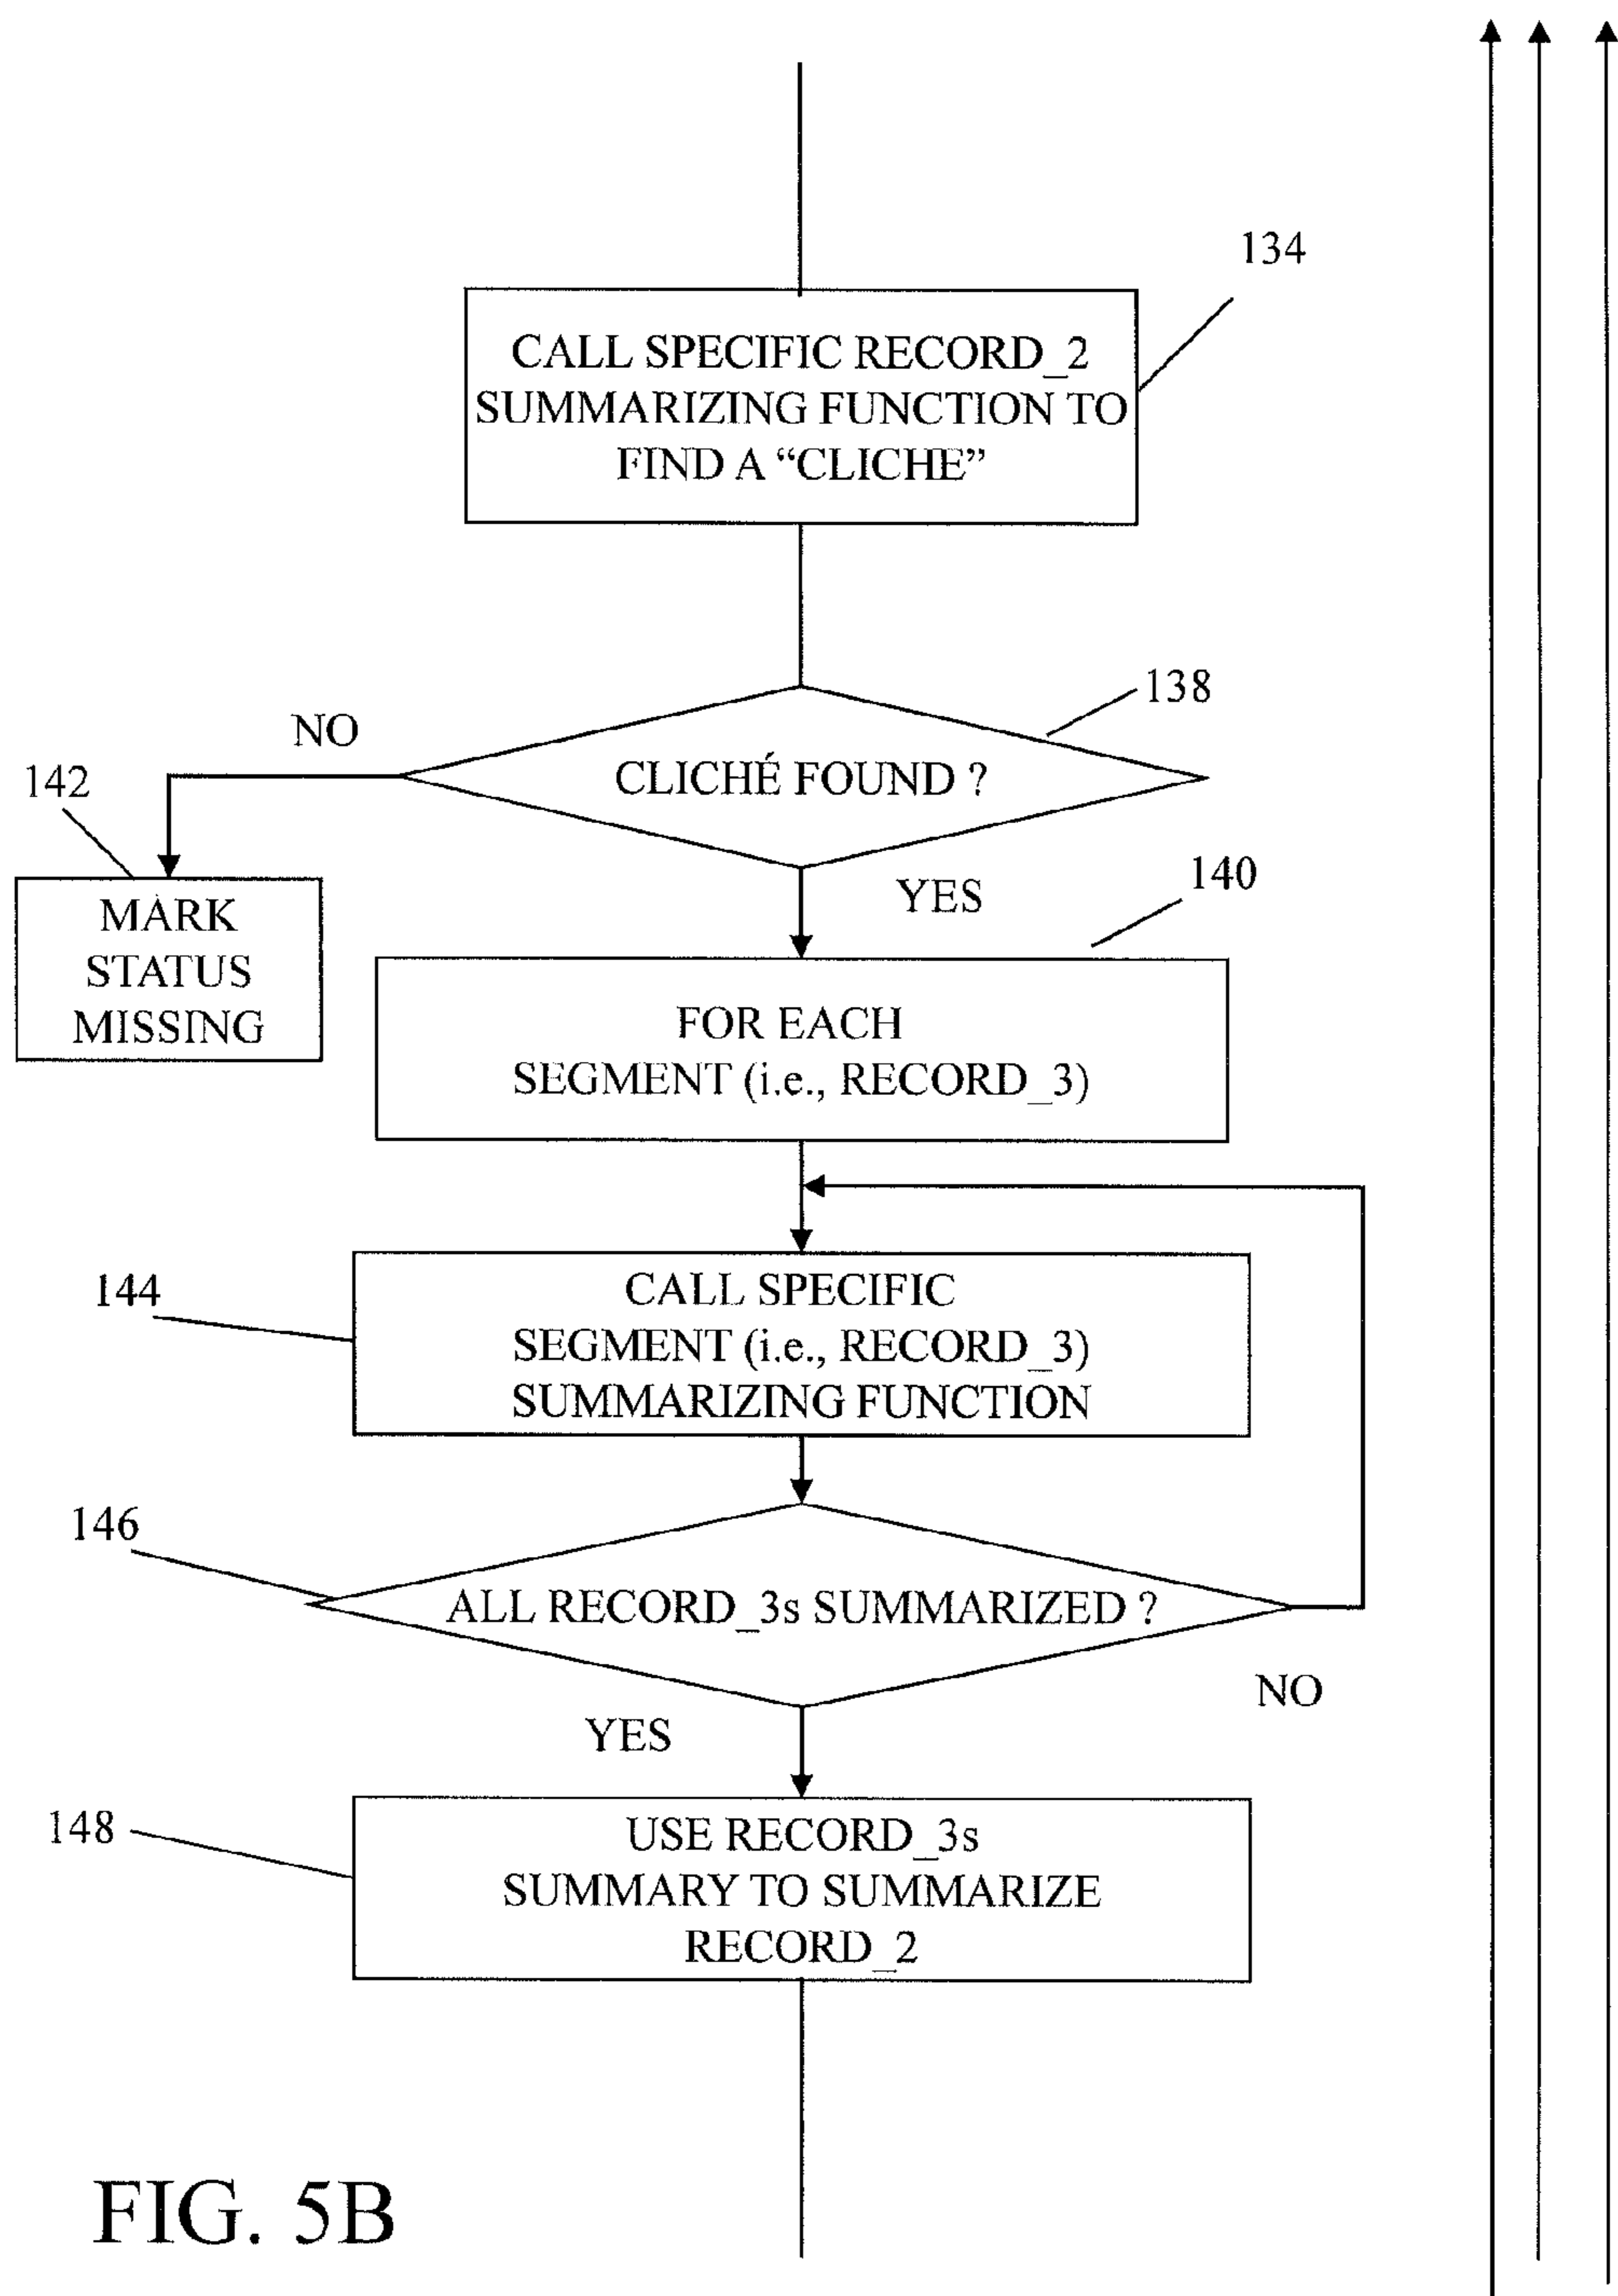 134
CALL SPECIFIC RECORD_2
SUMMARIZING FUNCTION TO
FIND A “CLICHE”
138
NO
CLICHÉ FOUND ?
142
YES
140
MARK
STATUS
MISSING
FOR EACH
SEGMENT (i.e., RECORD_3)
144
CALL SPECIFIC
SEGMENT (i.e., RECORD_3)
SUMMARIZING FUNCTION
146
ALL RECORD_3s SUMMARIZED ?
NO
YES
148
USE RECORD_3s
SUMMARY TO SUMMARIZE
RECORD_2
FIG. 5B